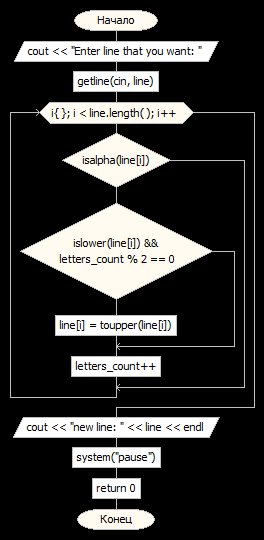 Начало
cout << "Enter line that you want: "
getline(cin, line)
i{ }; i < line.length( ); i++
isalpha(line[i])
islower(line[i]) &&
letters_count % 2 == 0
line[i] = toupper(line[i])
letters_count++
cout << "new line: " << line << endl
system("pause")
return 0
Конец